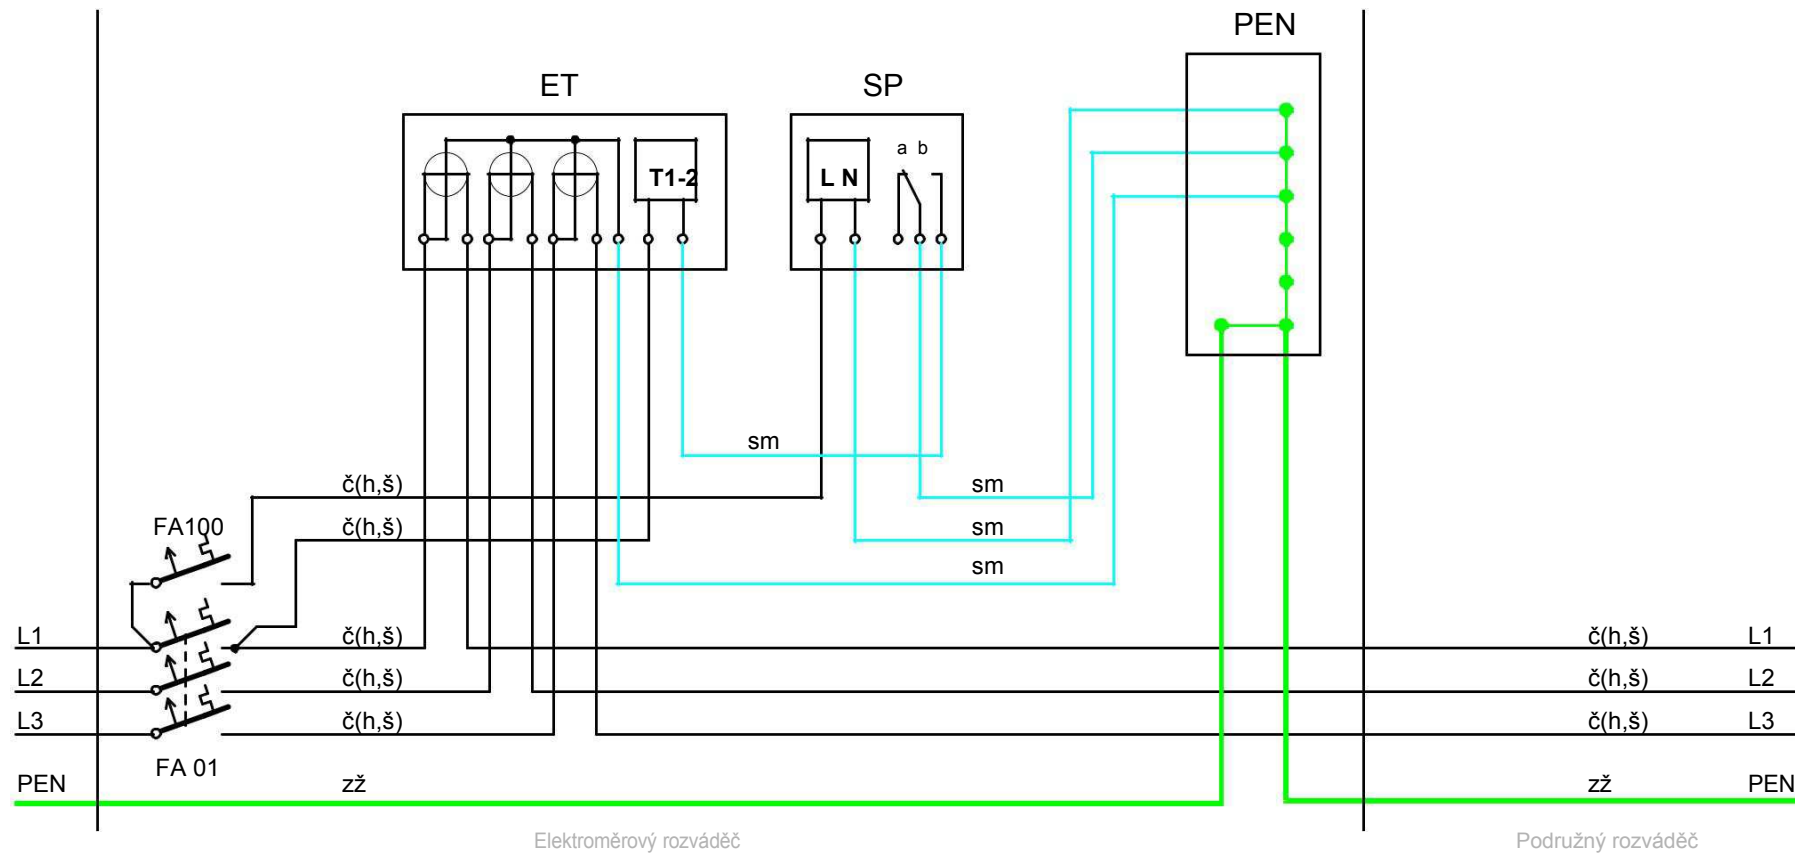 PEN
ET
SP
a b
T1-2
L N
sm
č(h,š)
sm
FA100
č(h,š)
sm
sm
L1
č(h,š)
č(h,š)
L1
L2
č(h,š)
č(h,š)
L2
L3
č(h,š)
č(h,š)
L3
FA 01
PEN
zž
zž
PEN
Elektroměrový rozváděč
Podružný rozváděč